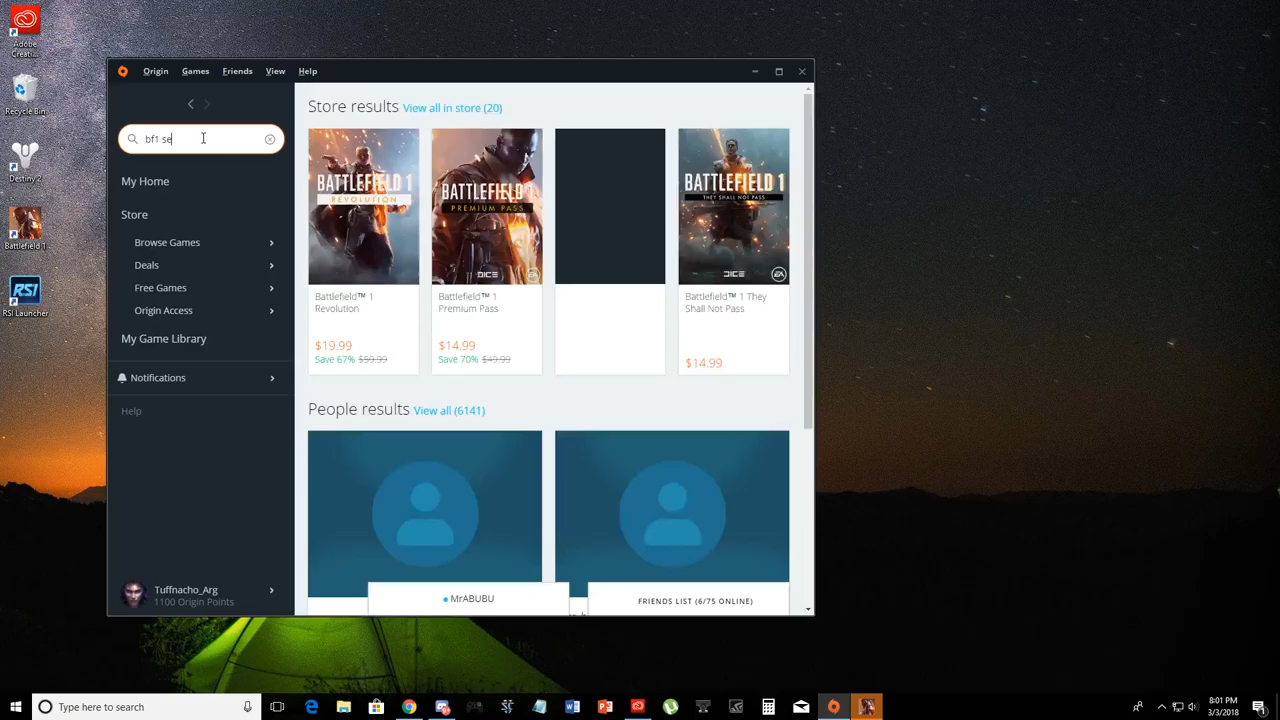 Adobe
Creati...
Recycle Bin
Destiny 2
Battlefield 1
RSI
RSI Launcher
Origin Games Friends View Help
bf1 se
My Home
Store
Browse Games
Deals
Free Games
Origin Access
My Game Library
Notifications
Help
Tuffnacho_Arg
1100 Origin Points
Store results View all in store (20)
BATTLEFIELD 1
REVOLUTION
Battlefield™ 1
Revolution
$19.99
Save 67% $59.99
BATTLEFIELD 1
PREMIUM PASS
DICE EA
Battlefield™ 1
Premium Pass
$14.99
Save 70% $49.99
BATTLEFIELD 1
THEY SHALL NOT PASS
DICE EA
Battlefield™ 1 They
Shall Not Pass
$14.99
People results View all (6141)
MrABUBU
FRIENDS LIST (6/75 ONLINE)
Type here to search
8:01 PM
3/3/2018